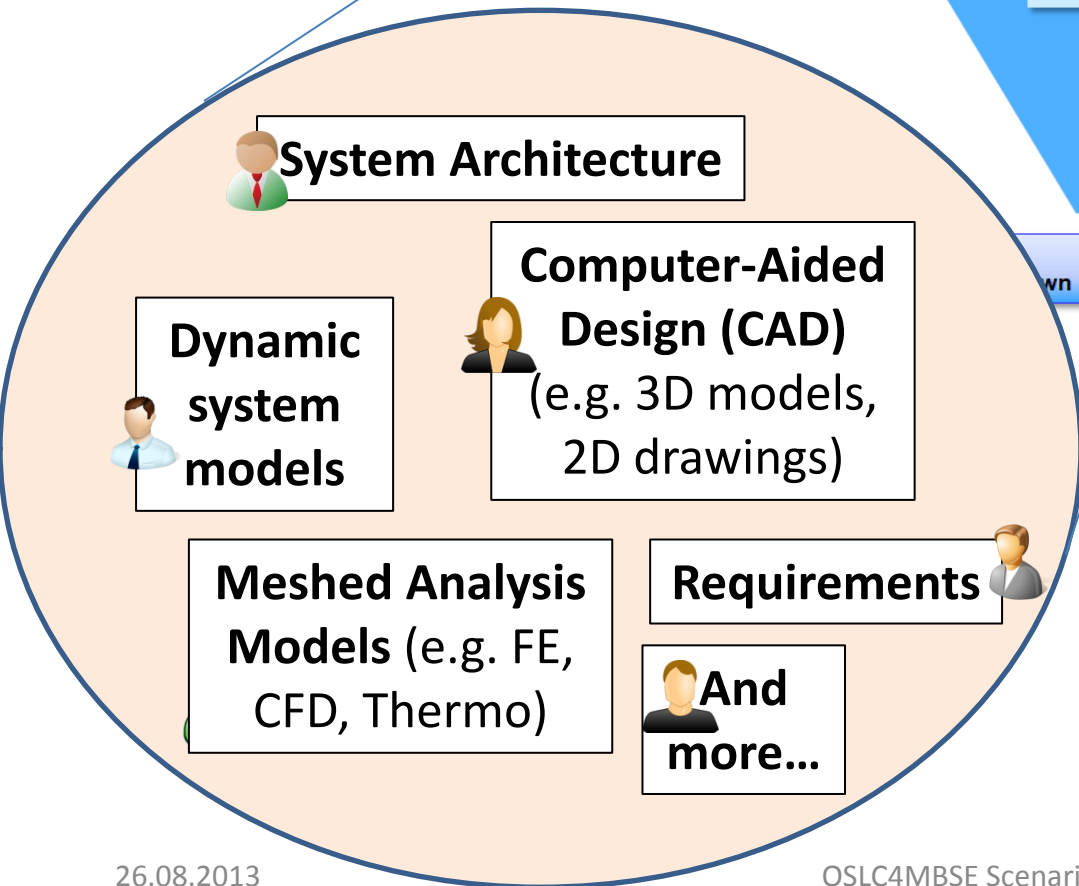 System Architecture
Computer-Aided
Design (CAD)
(e.g. 3D models,
2D drawings)
Dynamic
system
models
Meshed Analysis
Models (e.g. FE,
CFD, Thermo)
Requirements
And
more…
26.08.2013
OSLC4MBSE